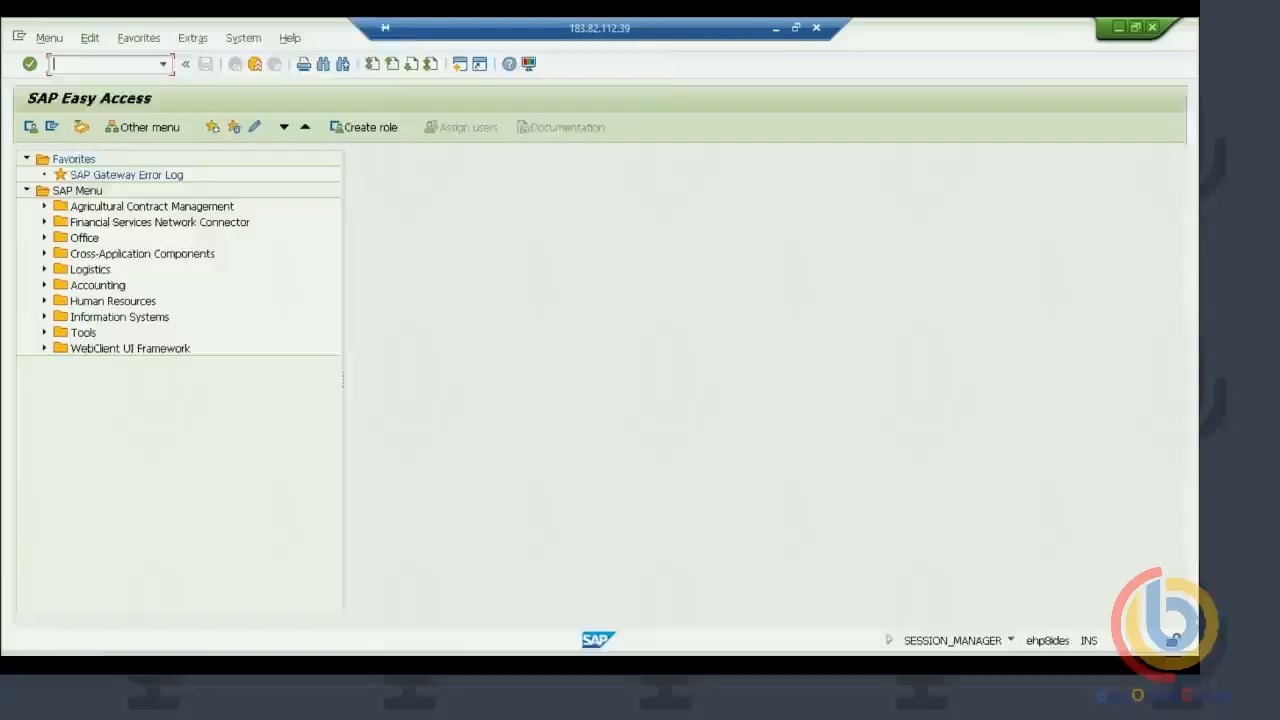 183.82.112.39
Menu Edit Favorites Extras System Help
SAP Easy Access
Other menu Create role Assign users Documentation
Favorites
SAP Gateway Error Log
SAP Menu
Agricultural Contract Management
Financial Services Network Connector
Office
Cross-Application Components
Logistics
Accounting
Human Resources
Information Systems
Tools
WebClient UI Framework
SAP SESSION_MANAGER ehp8ides INS
b